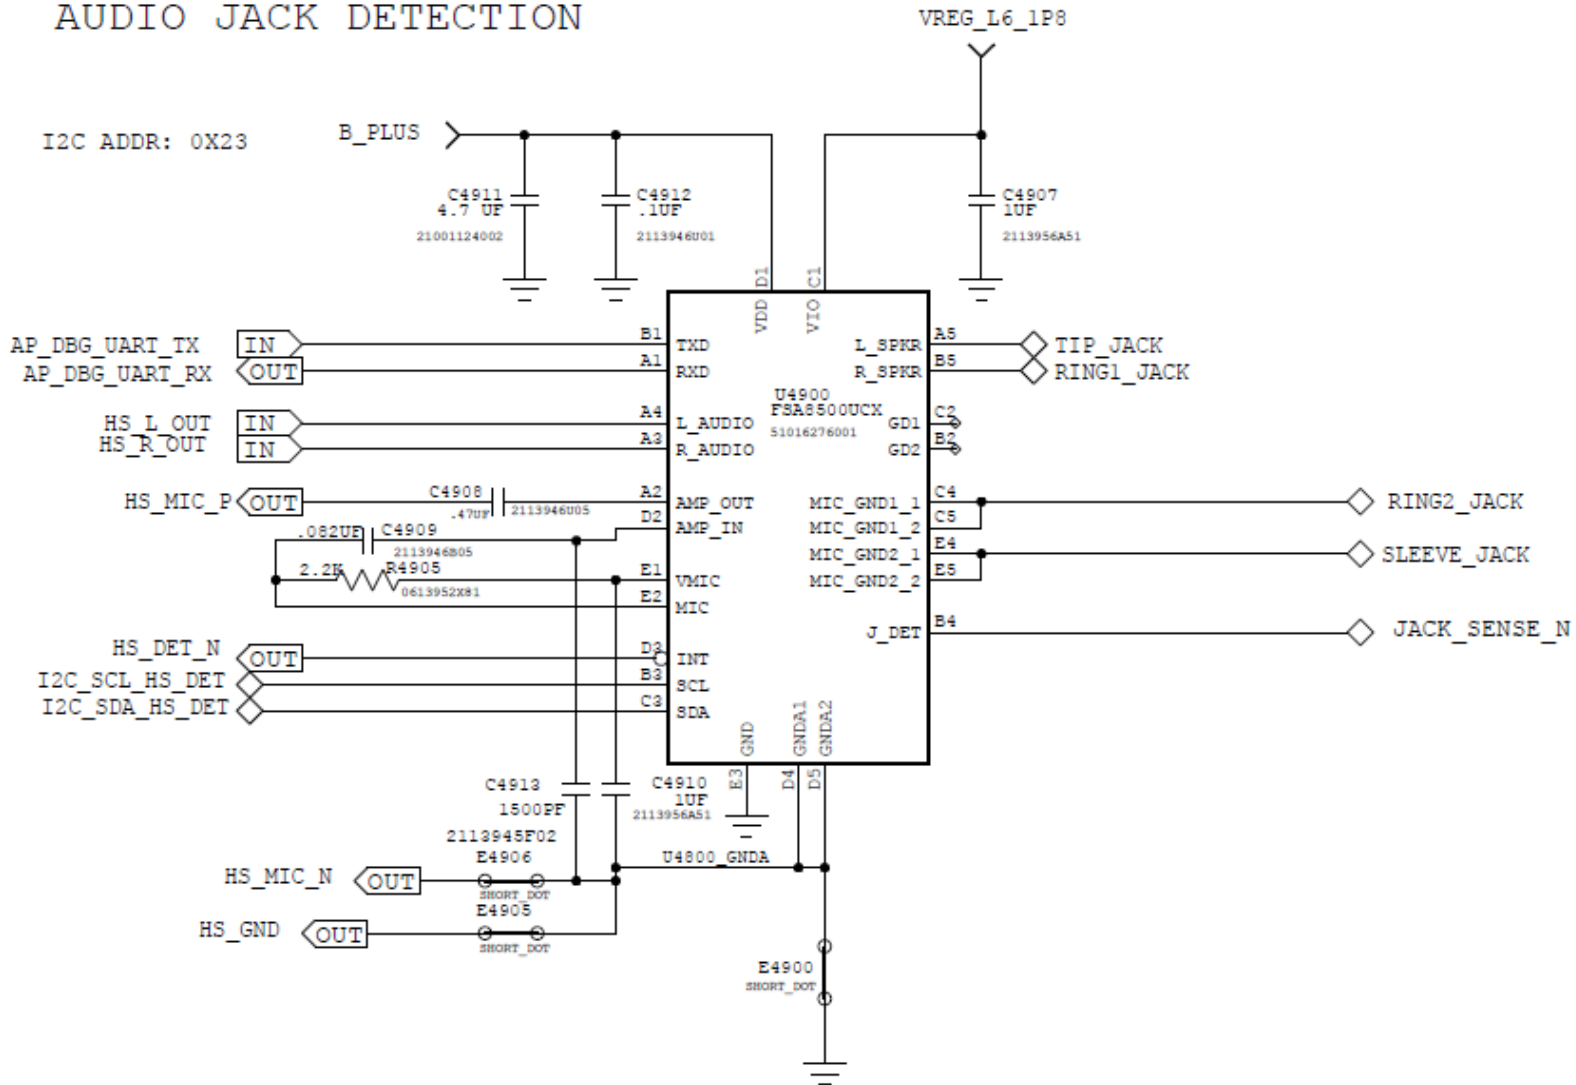 AUDIO JACK DETECTION
VREG_L6_1P8
I2C ADDR: 0X23
B_PLUS
C4911
4.7 UF
21001124002
C4912
.1UF
2113946U01
C4907
1UF
2113956A51
VDD D1
VIO C1
AP_DBG_UART_TX IN B1 TXD
AP_DBG_UART_RX OUT A1 RXD
L_SPKR A5 TIP_JACK
R_SPKR B5 RING1_JACK
U4900
FSA8500UCX
51016276001
HS_L_OUT IN A4 L_AUDIO
HS_R_OUT IN A3 R_AUDIO
GD1 C2
GD2 B2
HS_MIC_P OUT C4908 .47UF 2113946U05 A2 AMP_OUT
D2 AMP_IN
.082UF C4909
2113946B05
2.2K R4905
0613952X81
E1 VMIC
E2 MIC
MIC_GND1_1 C4 RING2_JACK
MIC_GND1_2 C5
MIC_GND2_1 E4 SLEEVE_JACK
MIC_GND2_2 E5
J_DET B4 JACK_SENSE_N
HS_DET_N OUT D3 INT
I2C_SCL_HS_DET B3 SCL
I2C_SDA_HS_DET C3 SDA
GND E3
GNDA1 D4
GNDA2 D5
C4913
1500PF
2113945F02
C4910
1UF
2113956A51
U4800_GNDA
HS_MIC_N OUT E4906
SHORT_DOT
HS_GND OUT E4905
SHORT_DOT
E4900
SHORT_DOT